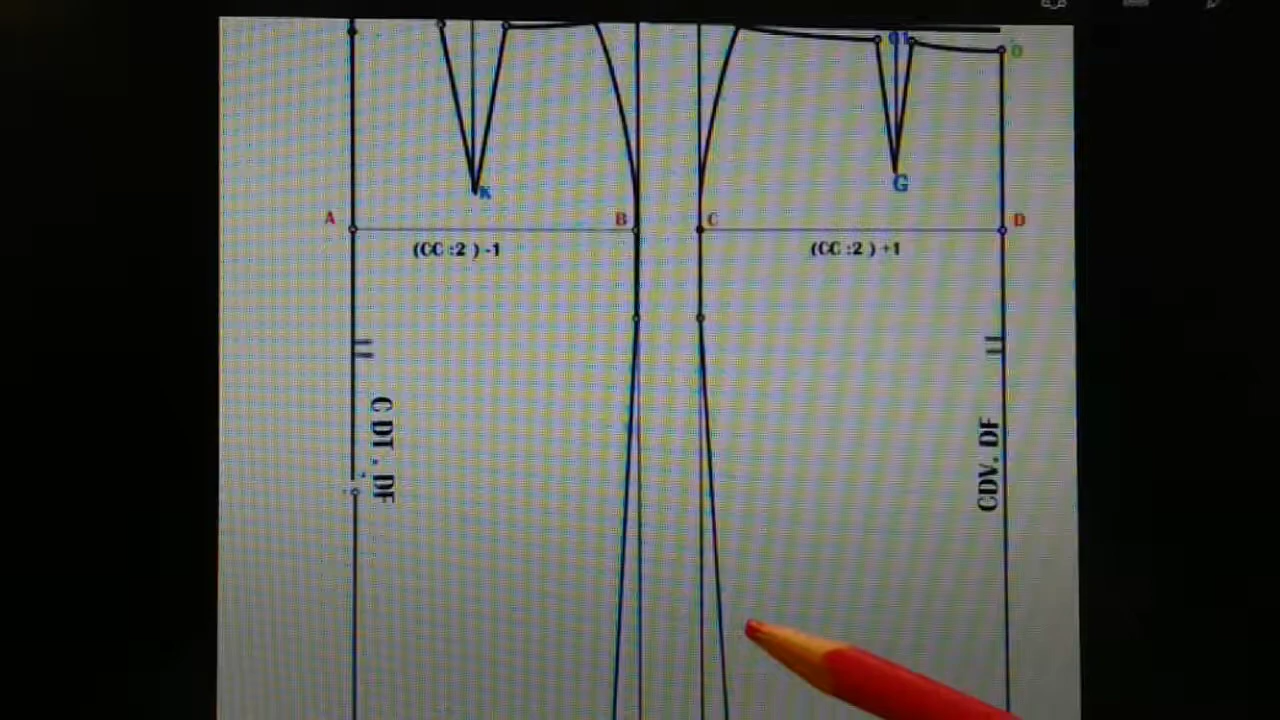 O
K
G
A
B
C
D
(CC :2 ) -1
(CC :2 ) +1
C DT . DF
CDV. DF